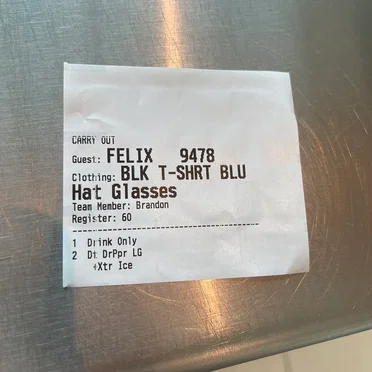 CARRY OUT
Guest: FELIX 9478
Clothing: BLK T-SHRT BLU
Hat Glasses
Team Member: Brandon
Register: 60
1 Drink Only
2 Dt DrPpr LG
+Xtr Ice